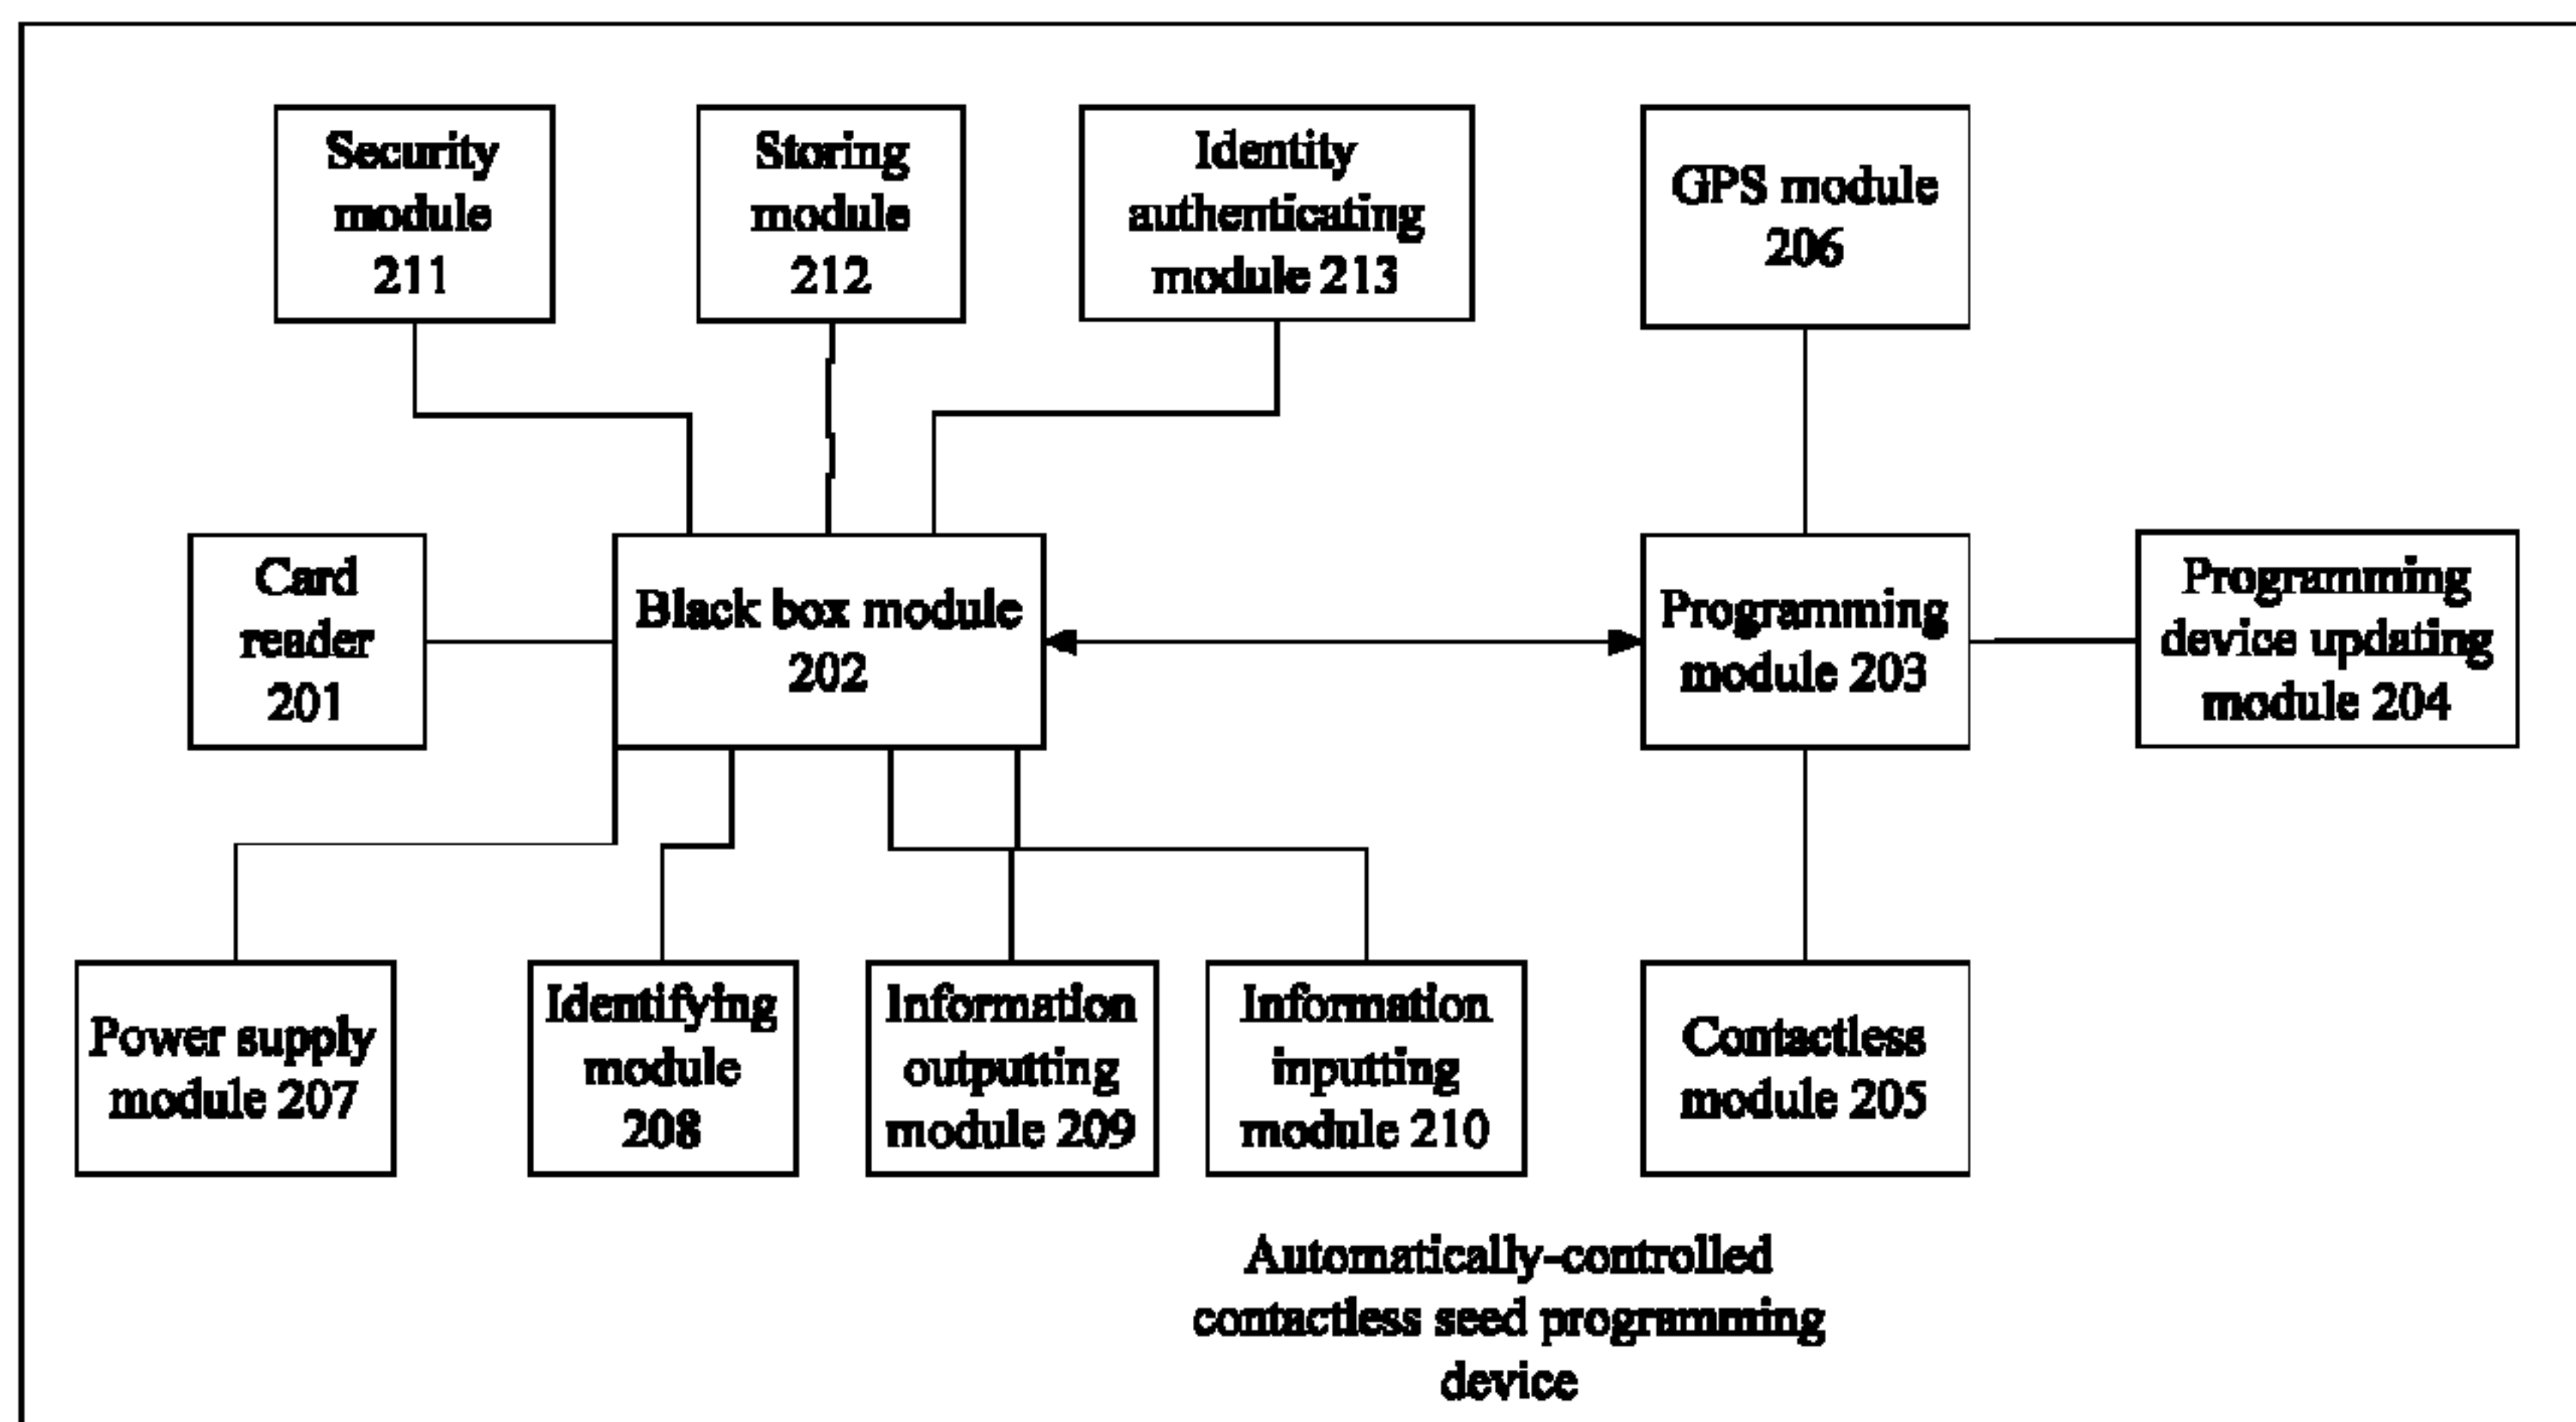 Security
module
211
Storing
module
212
Identity
authenticating
module 213
GPS module
206
Card
reader
201
Black box module
202
Programming
module 203
Programming
device updating
module 204
Power supply
module 207
Identifying
module
208
Information
outputting
module 209
Information
inputting
module 210
Contactless
module 205
Automatically-controlled
contactless seed programming
device